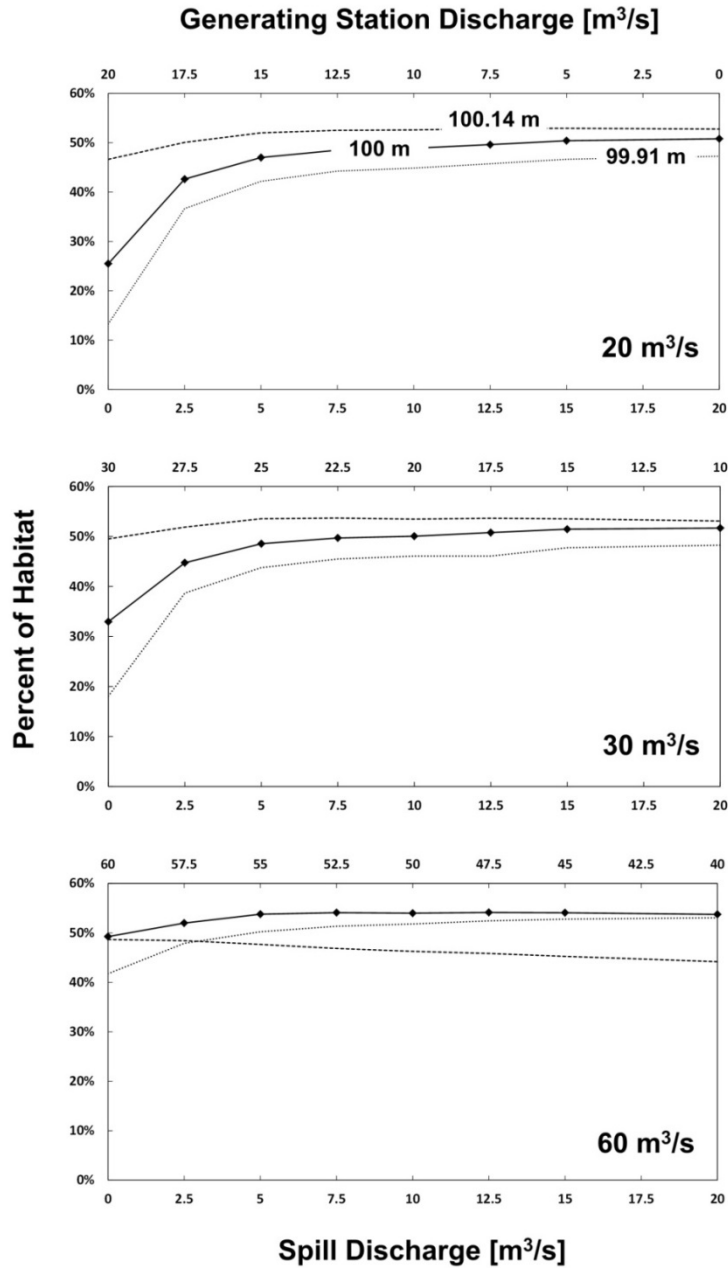 Generating Station Discharge [m³/s]
20 17.5 15 12.5 10 7.5 5 2.5 0
60%
50%
40%
30%
20%
10%
0%
100.14 m
100 m
99.91 m
20 m³/s
0 2.5 5 7.5 10 12.5 15 17.5 20
30 27.5 25 22.5 20 17.5 15 12.5 10
60%
50%
40%
30%
20%
10%
0%
30 m³/s
0 2.5 5 7.5 10 12.5 15 17.5 20
Percent of Habitat
60 57.5 55 52.5 50 47.5 45 42.5 40
60%
50%
40%
30%
20%
10%
0%
60 m³/s
0 2.5 5 7.5 10 12.5 15 17.5 20
Spill Discharge [m³/s]